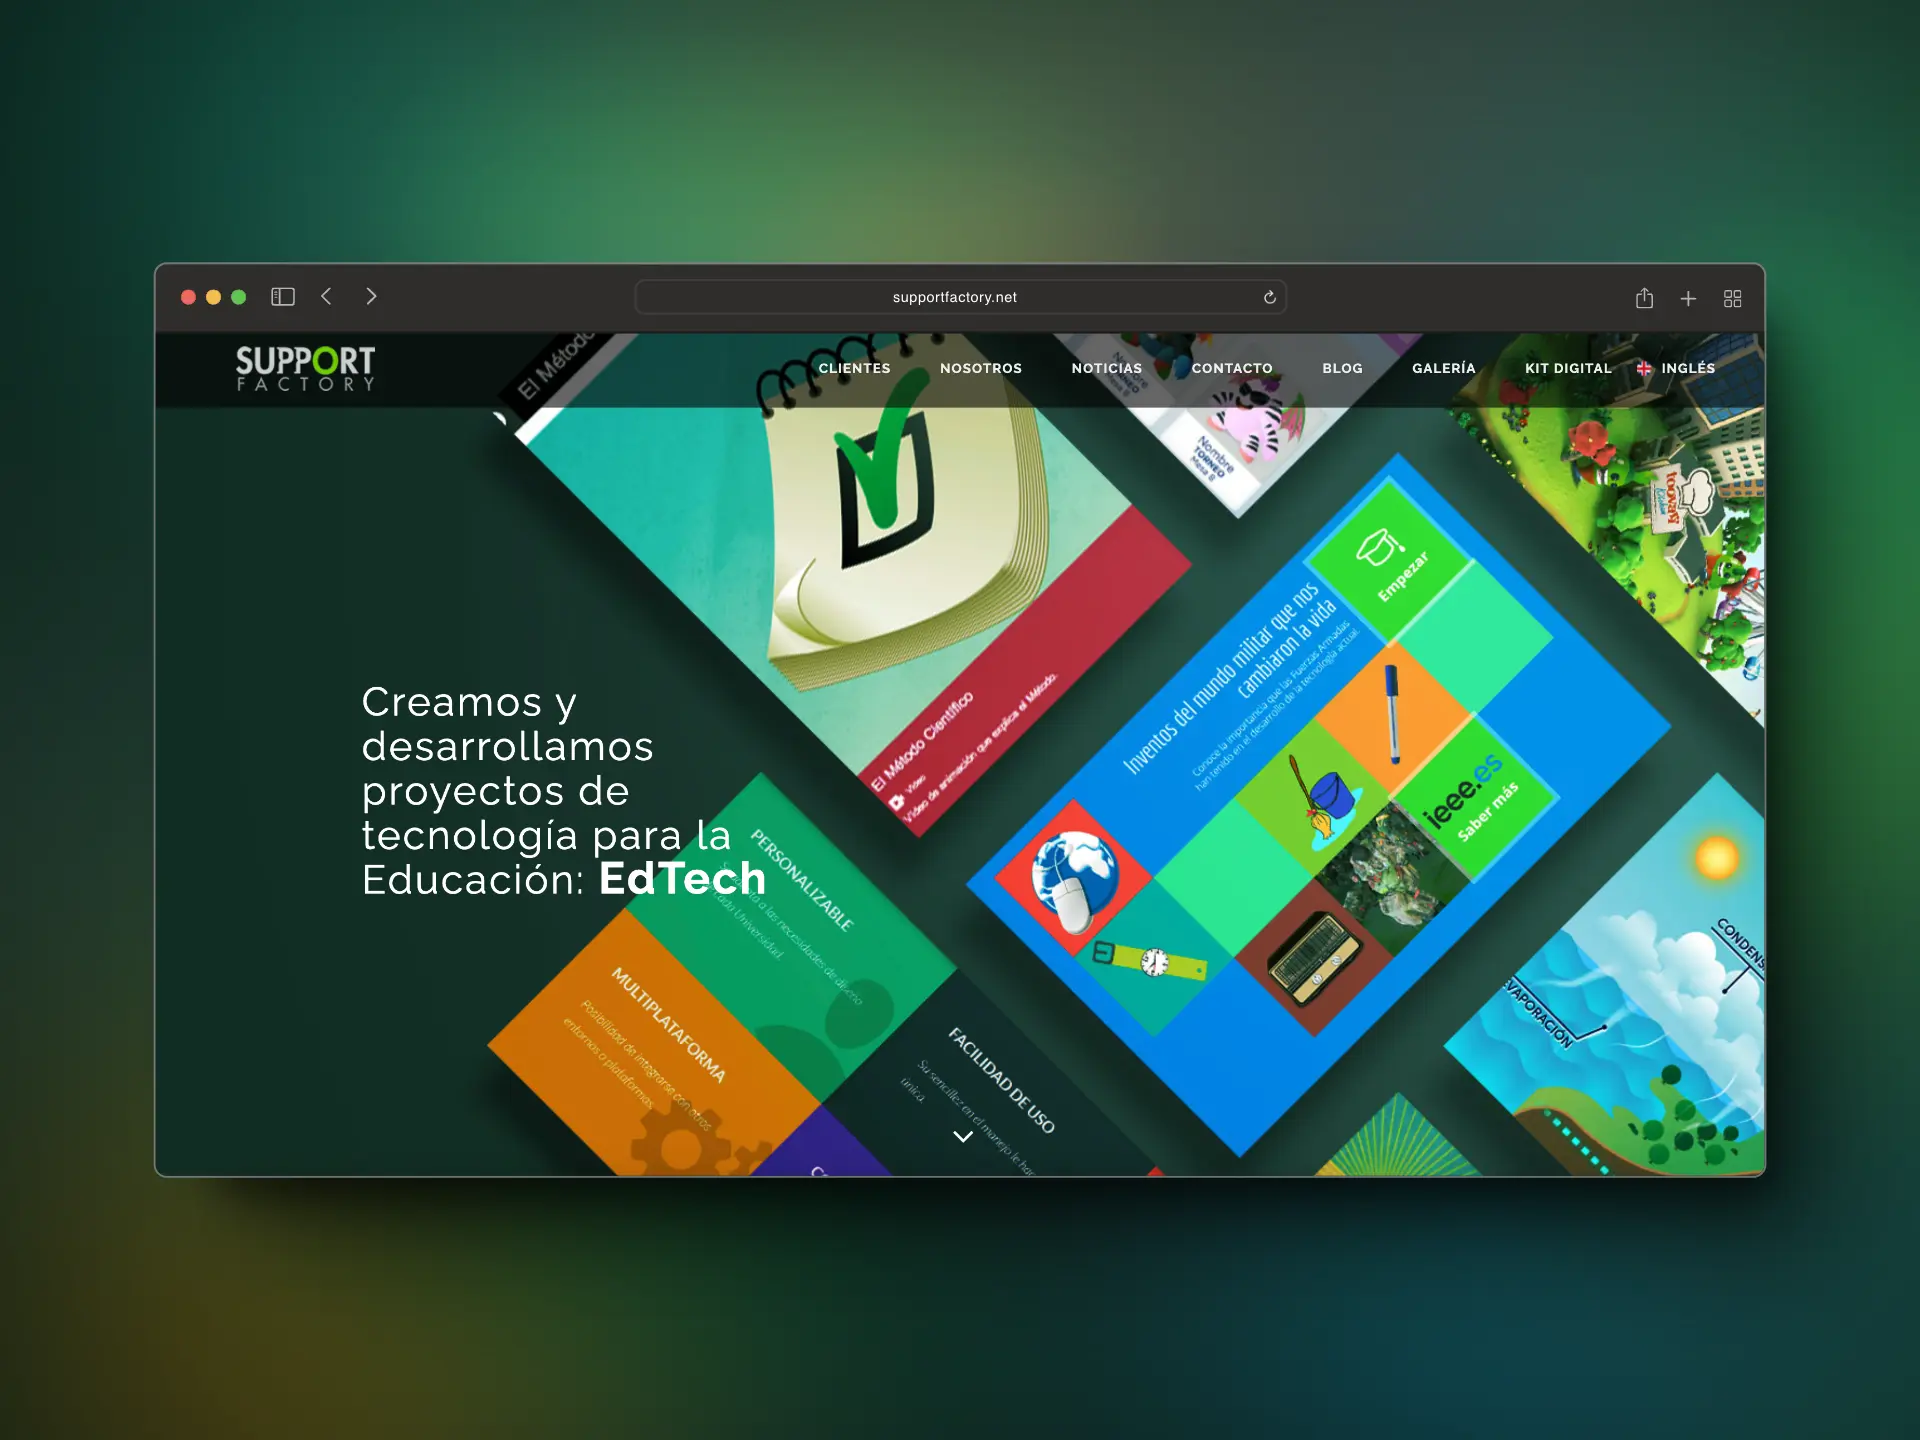 supportfactory.net
SUPPORT
FACTORY
CLIENTES
NOSOTROS
NOTICIAS
CONTACTO
BLOG
GALERÍA
KIT DIGITAL
INGLÉS
Creamos y
desarrollamos
proyectos de
tecnología para la
Educación: EdTech
El Método
El Método Científico
Vídeo
Vídeo de animación que explica el Método.
Nombre
TORNEO
Mesa 8
Inventos del mundo militar que nos
cambiaron la vida
Conoce la importancia que las Fuerzas Armadas
han tenido en el desarrollo de la tecnología actual.
Empezar
ieee.es
Saber más
PERSONALIZABLE
a las necesidades de diseño
Universidad.
MULTIPLATAFORMA
Posibilidad de integrarse con otros
entornos o plataformas.
FACILIDAD DE USO
Su sencillez en el manejo le hac
única.
CONDENS
EVAPORACIÓN